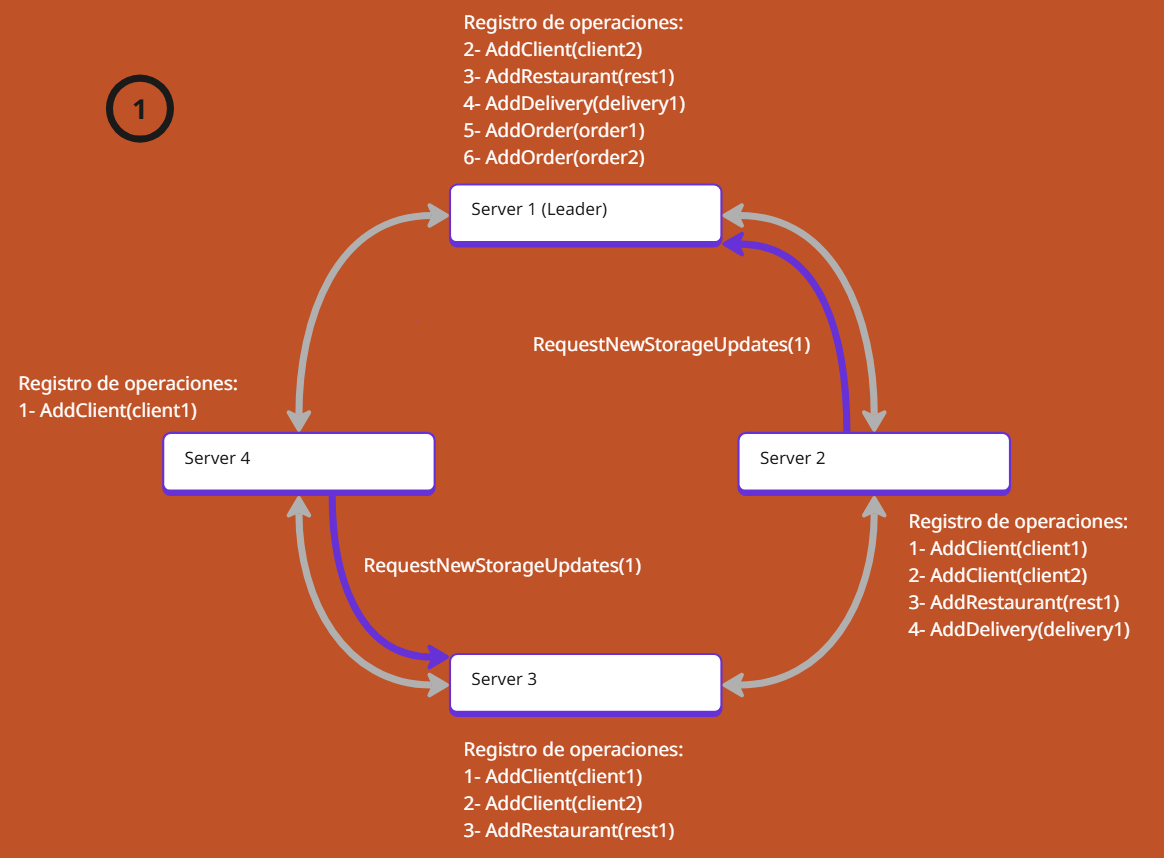 1
Registro de operaciones:
2- AddClient(client2)
3- AddRestaurant(rest1)
4- AddDelivery(delivery1)
5- AddOrder(order1)
6- AddOrder(order2)
Server 1 (Leader)
RequestNewStorageUpdates(1)
Registro de operaciones:
1- AddClient(client1)
Server 4
Server 2
Registro de operaciones:
1- AddClient(client1)
2- AddClient(client2)
3- AddRestaurant(rest1)
4- AddDelivery(delivery1)
RequestNewStorageUpdates(1)
Server 3
Registro de operaciones:
1- AddClient(client1)
2- AddClient(client2)
3- AddRestaurant(rest1)